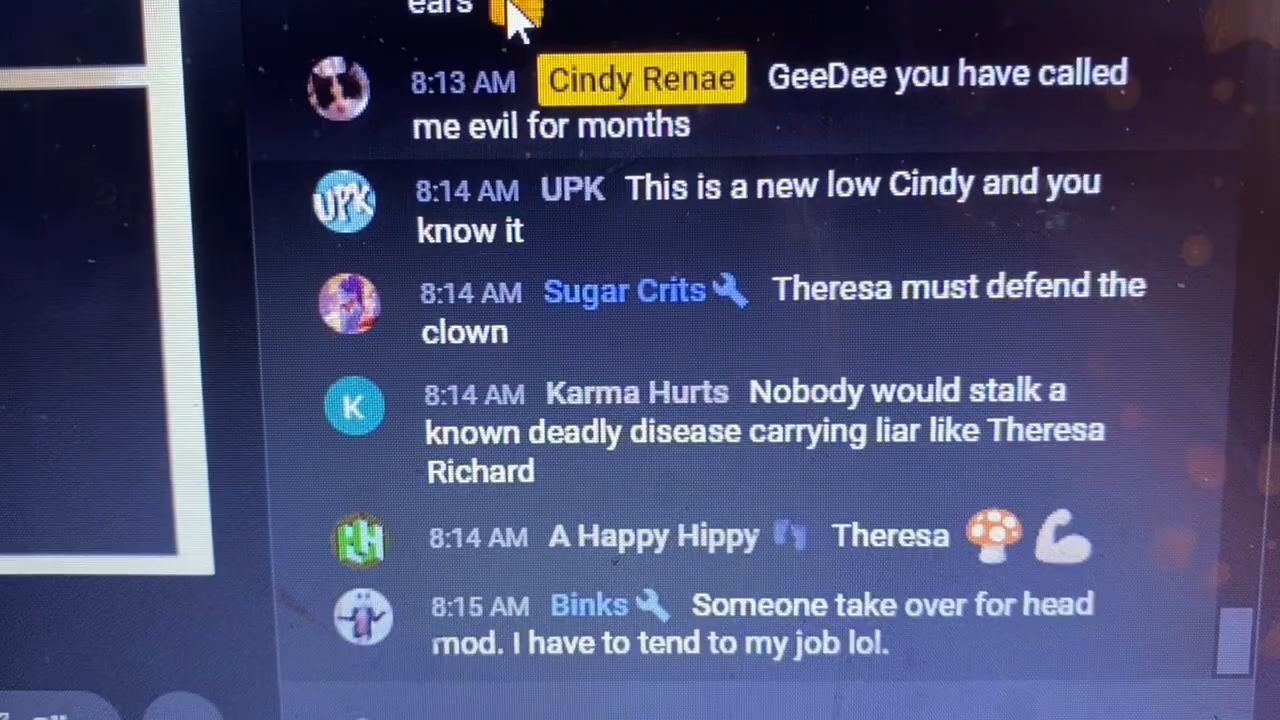 ears
8:13 AM Cindy Renae GeeDee you have called
me evil for months
UPK 8:14 AM UPK This is a new low Cindy and you
know it
8:14 AM Sugar Crits Theresa must defend the
clown
K 8:14 AM Karma Hurts Nobody would stalk a
known deadly disease carrying liar like Theresa
Richard
HH 8:14 AM A Happy Hippy Theresa
8:15 AM Binks Someone take over for head
mod. I have to tend to my job lol.